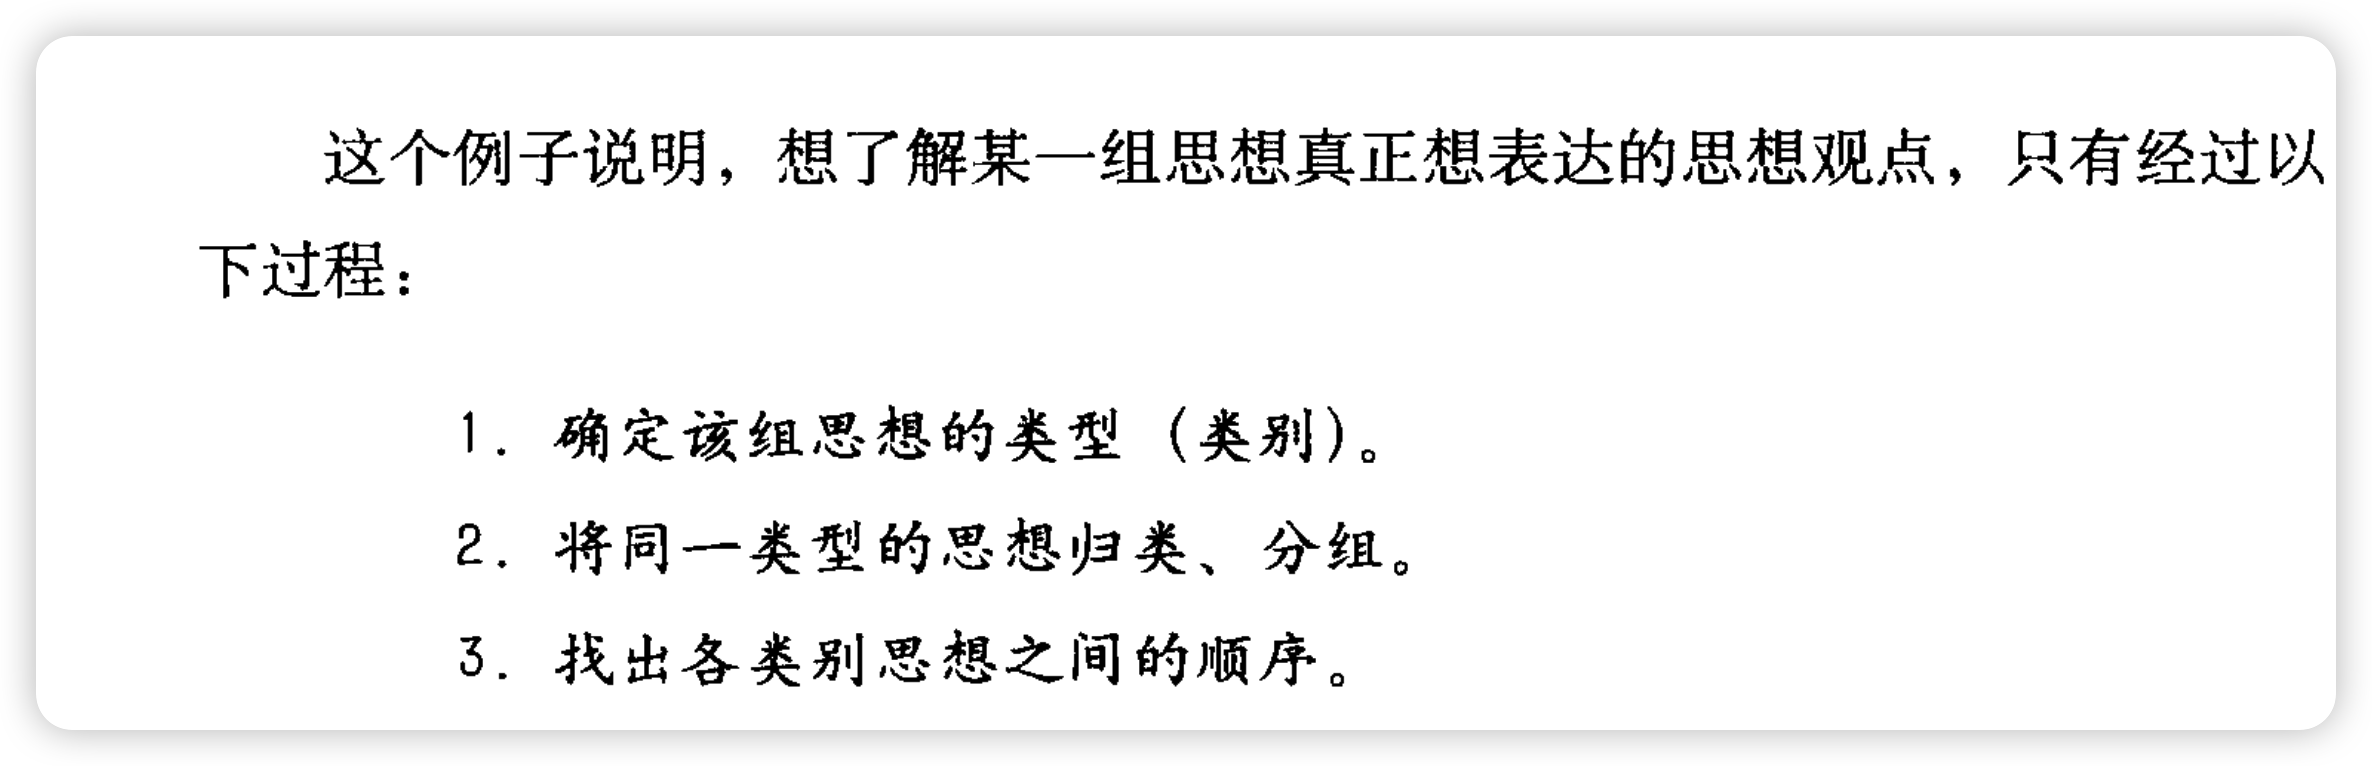 这个例子说明，想了解某一组思想真正想表达的思想观点，只有经过以
下过程：
1. 确定该组思想的类型（类别）。
2. 将同一类型的思想归类、分组。
3. 找出各类别思想之间的顺序。